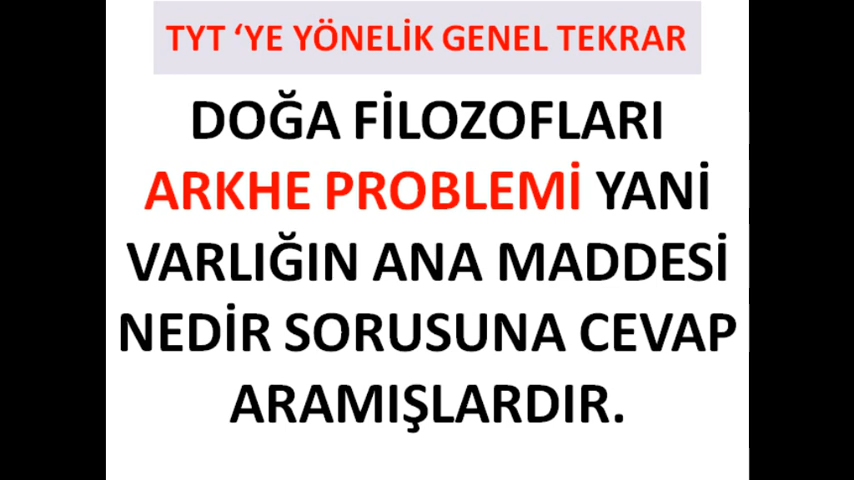 TYT ‘YE YÖNELİK GENEL TEKRAR
DOĞA FİLOZOFLARI
ARKHE PROBLEMİ YANİ
VARLIĞIN ANA MADDESİ
NEDİR SORUSUNA CEVAP
ARAMIŞLARDIR.